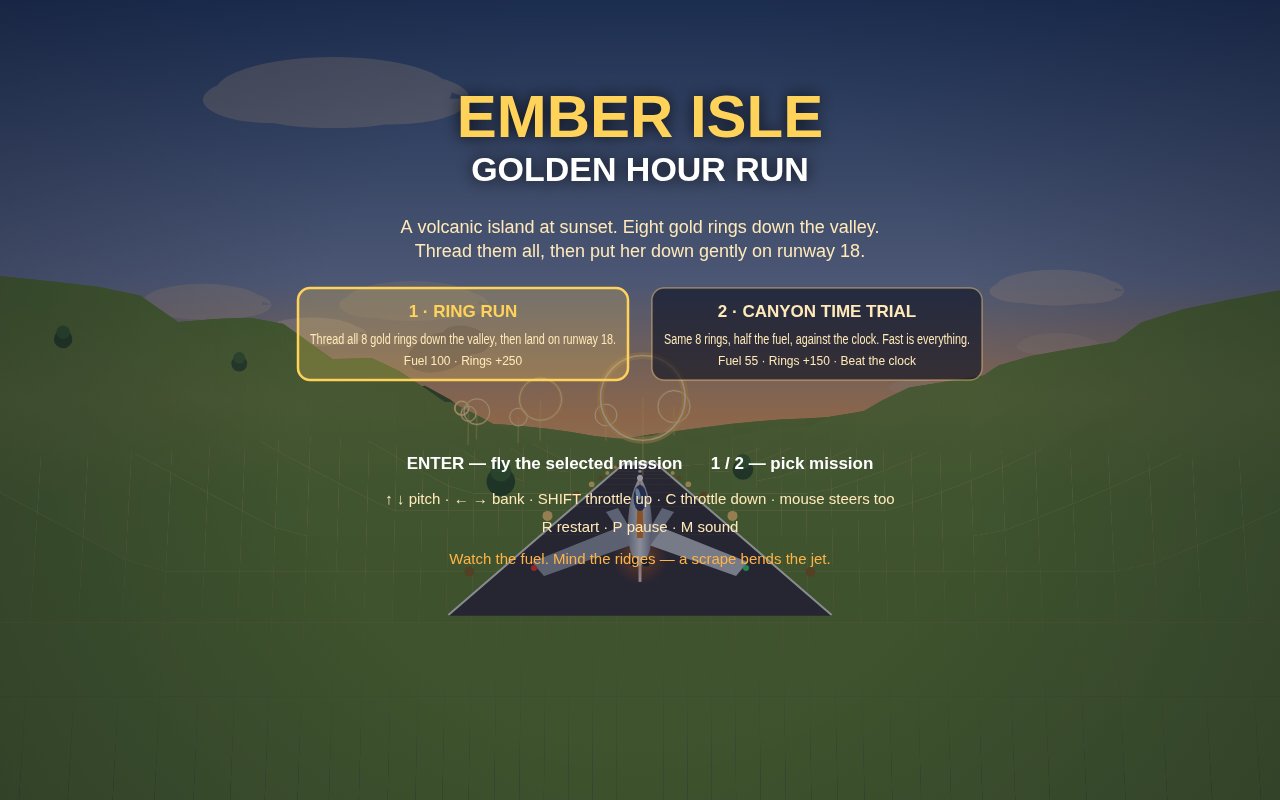 EMBER ISLE
GOLDEN HOUR RUN
A volcanic island at sunset. Eight gold rings down the valley.
Thread them all, then put her down gently on runway 18.
1 · RING RUN
Thread all 8 gold rings down the valley, then land on runway 18.
Fuel 100 · Rings +250
2 · CANYON TIME TRIAL
Same 8 rings, half the fuel, against the clock. Fast is everything.
Fuel 55 · Rings +150 · Beat the clock
ENTER — fly the selected mission 1 / 2 — pick mission
↑ ↓ pitch · ← → bank · SHIFT throttle up · C throttle down · mouse steers too
R restart · P pause · M sound
Watch the fuel. Mind the ridges — a scrape bends the jet.